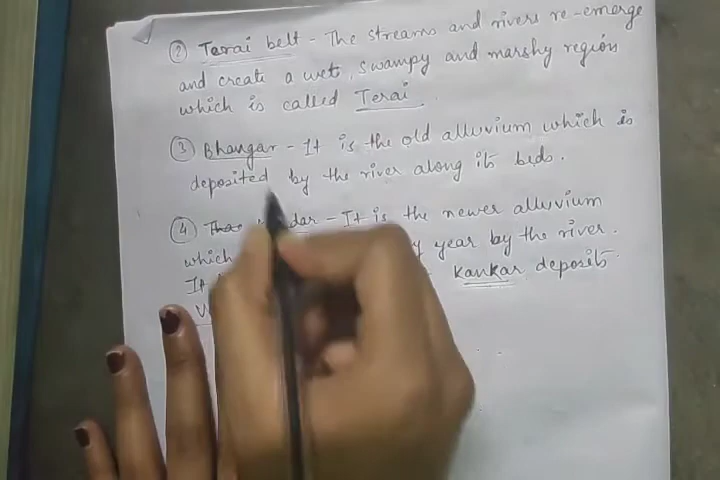 ② Terai belt - The streams and rivers re-emerge
and create a wet, swampy and marshy region
which is called Terai.
③ Bhangar - It is the old alluvium which is
deposited by the river along its beds.
④ - It is the newer alluvium
which year by the river.
It Kankar deposits.